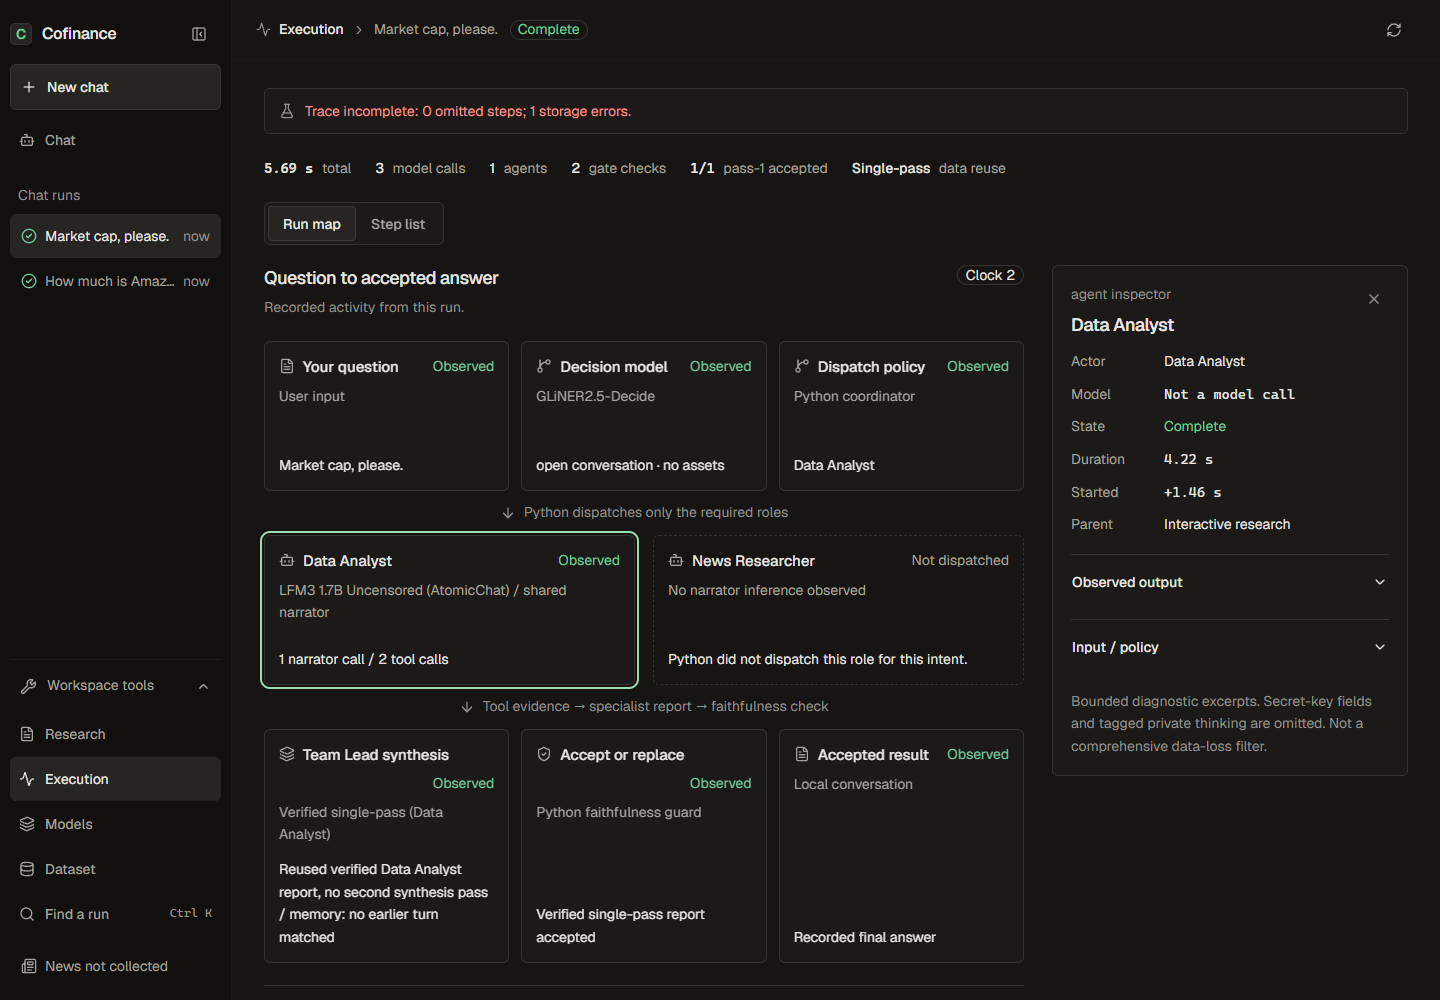 C Cofinance
New chat
Chat
Chat runs
Market cap, please. now
How much is Amaz... now
Workspace tools
Research
Execution
Models
Dataset
Find a run Ctrl K
News not collected
Execution > Market cap, please. Complete
Trace incomplete: 0 omitted steps; 1 storage errors.
5.69 s total 3 model calls 1 agents 2 gate checks 1/1 pass-1 accepted Single-pass data reuse
Run map Step list
Question to accepted answer Clock 2
Recorded activity from this run.
Your question Observed
User input
Market cap, please.
Decision model Observed
GLiNER2.5-Decide
open conversation · no assets
Dispatch policy Observed
Python coordinator
Data Analyst
↓ Python dispatches only the required roles
Data Analyst Observed
LFM3 1.7B Uncensored (AtomicChat) / shared
narrator
1 narrator call / 2 tool calls
News Researcher Not dispatched
No narrator inference observed
Python did not dispatch this role for this intent.
↓ Tool evidence → specialist report → faithfulness check
Team Lead synthesis
Observed
Verified single-pass (Data
Analyst)
Reused verified Data Analyst
report, no second synthesis pass
/ memory: no earlier turn
matched
Accept or replace
Observed
Python faithfulness guard
Verified single-pass report
accepted
Accepted result Observed
Local conversation
Recorded final answer
agent inspector
Data Analyst
Actor Data Analyst
Model Not a model call
State Complete
Duration 4.22 s
Started +1.46 s
Parent Interactive research
Observed output
Input / policy
Bounded diagnostic excerpts. Secret-key fields
and tagged private thinking are omitted. Not a
comprehensive data-loss filter.